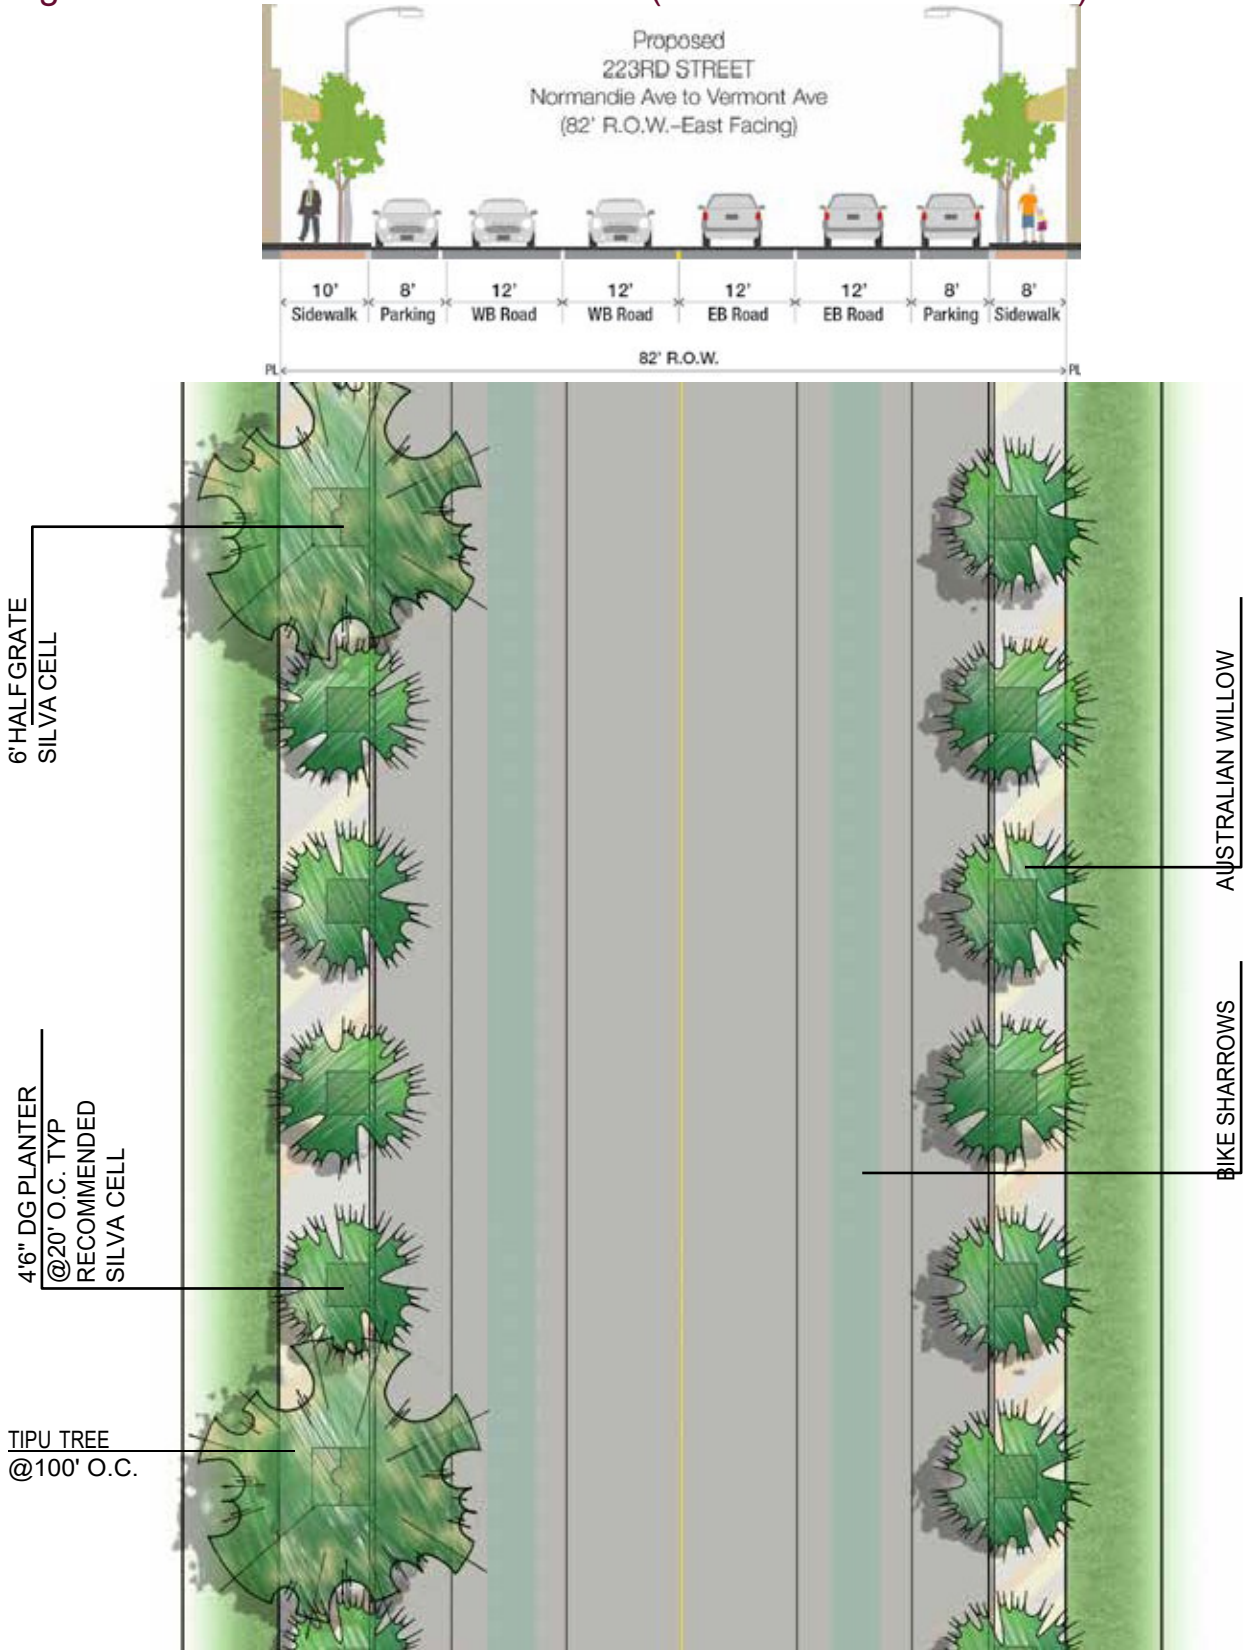 Proposed
223RD STREET
Normandie Ave to Vermont Ave
(82' R.O.W.-East Facing)
10' 8' 12' 12' 12' 12' 8' 8'
Sidewalk Parking WB Road WB Road EB Road EB Road Parking Sidewalk
82' R.O.W.
PL PL
6'HALF GRATE
SILVA CELL
AUSTRALIAN WILLOW
BIKE SHARROWS
4'6" DG PLANTER
@20' O.C. TYP
RECOMMENDED
SILVA CELL
TIPU TREE
@100' O.C.